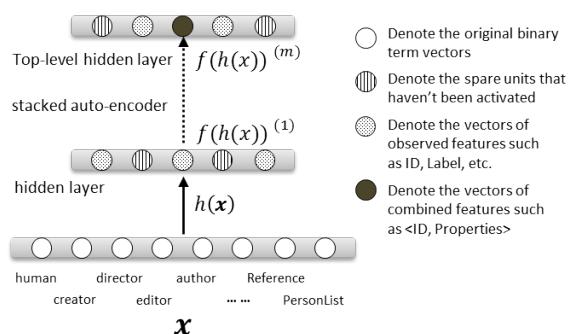 Top-level hidden layer
f(h(x)) (m)
stacked auto-encoder
f(h(x)) (1)
hidden layer
h(x)
human director author Reference
creator editor ... ... PersonList
x
Denote the original binary
term vectors
Denote the spare units that
haven't been activated
Denote the vectors of
observed features such
as ID, Label, etc.
Denote the vectors of
combined features such
as <ID, Properties>